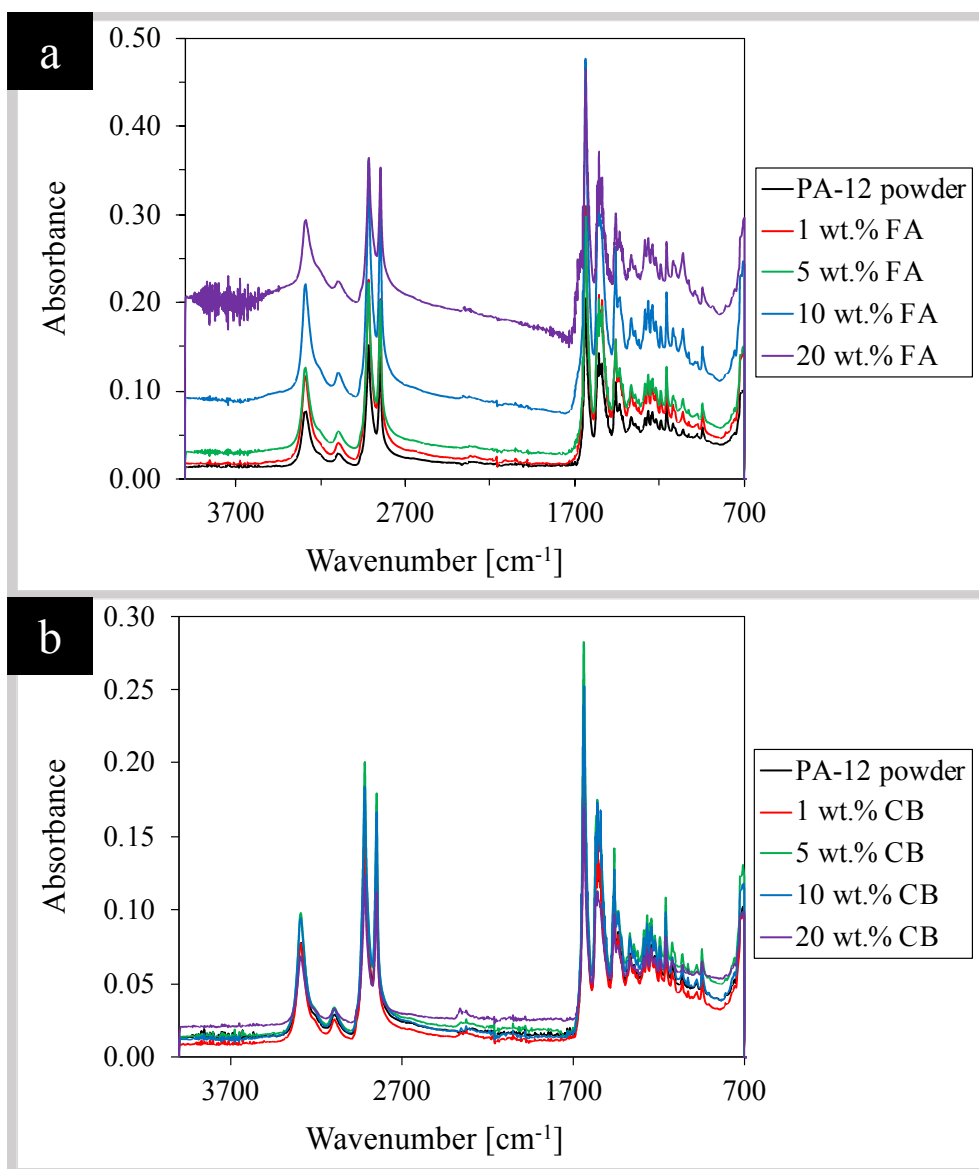 a
0.50
0.40
0.30
0.20
0.10
0.00
Absorbance
3700 2700 1700 700
Wavenumber [cm⁻¹]
PA-12 powder
1 wt.% FA
5 wt.% FA
10 wt.% FA
20 wt.% FA
b
0.30
0.25
0.20
0.15
0.10
0.05
0.00
Absorbance
3700 2700 1700 700
Wavenumber [cm⁻¹]
PA-12 powder
1 wt.% CB
5 wt.% CB
10 wt.% CB
20 wt.% CB